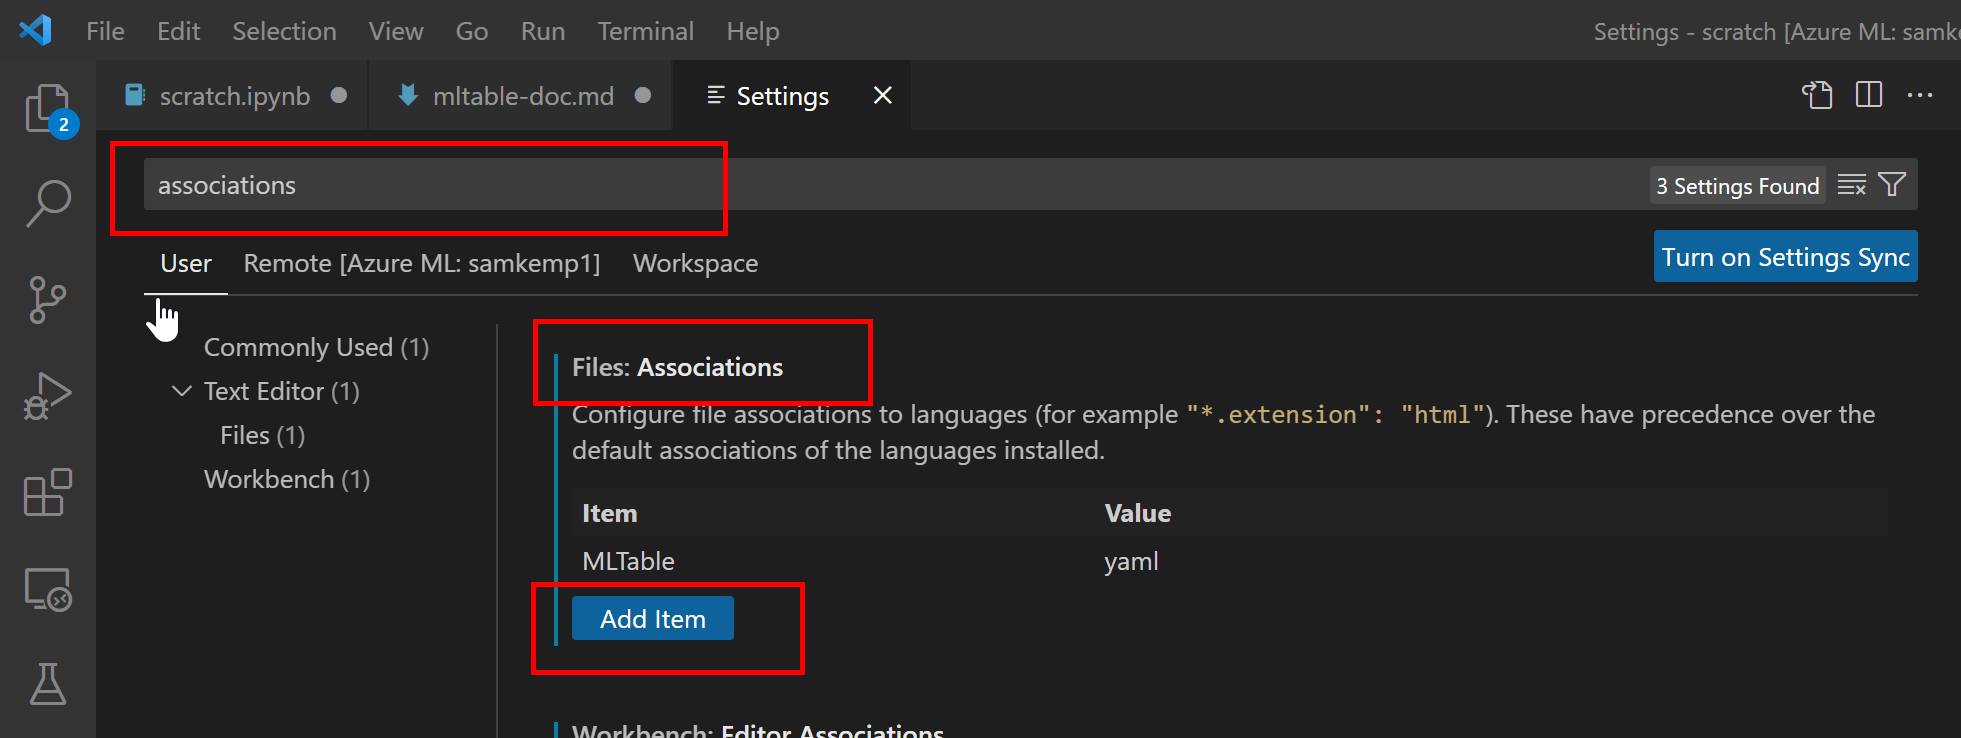 File Edit Selection View Go Run Terminal Help
Settings - scratch [Azure ML: samke
scratch.ipynb
mltable-doc.md
Settings
2
associations
3 Settings Found
User
Remote [Azure ML: samkemp1]
Workspace
Turn on Settings Sync
Commonly Used (1)
Text Editor (1)
Files (1)
Workbench (1)
Files: Associations
Configure file associations to languages (for example "*.extension": "html"). These have precedence over the
default associations of the languages installed.
Item Value
MLTable yaml
Add Item
Workbench: Editor Associations